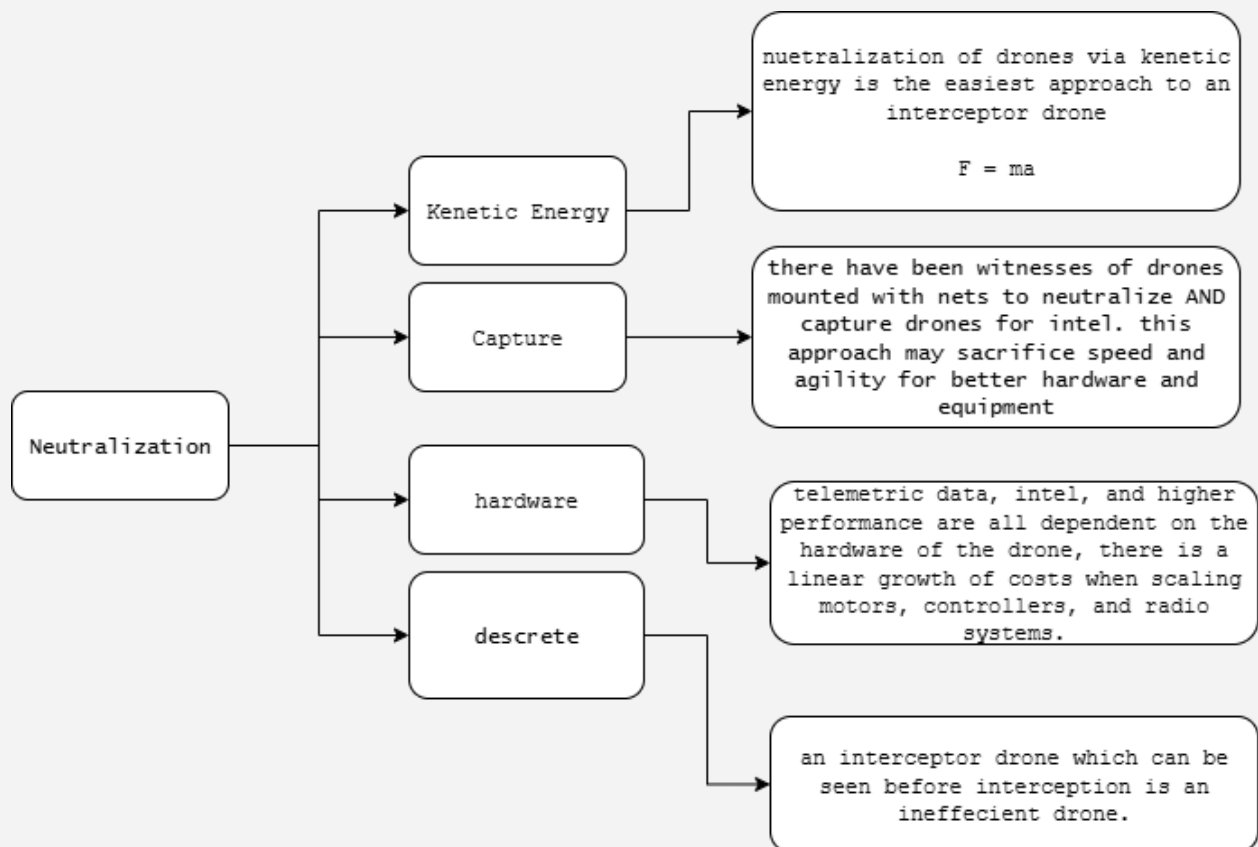 nuetralization of drones via kenetic
energy is the easiest approach to an
interceptor drone
F = ma
Kenetic Energy
there have been witnesses of drones
mounted with nets to neutralize AND
capture drones for intel. this
approach may sacrifice speed and
agility for better hardware and
equipment
Capture
Neutralization
hardware
telemetric data, intel, and higher
performance are all dependent on the
hardware of the drone, there is a
linear growth of costs when scaling
motors, controllers, and radio
systems.
descrete
an interceptor drone which can be
seen before interception is an
ineffecient drone.